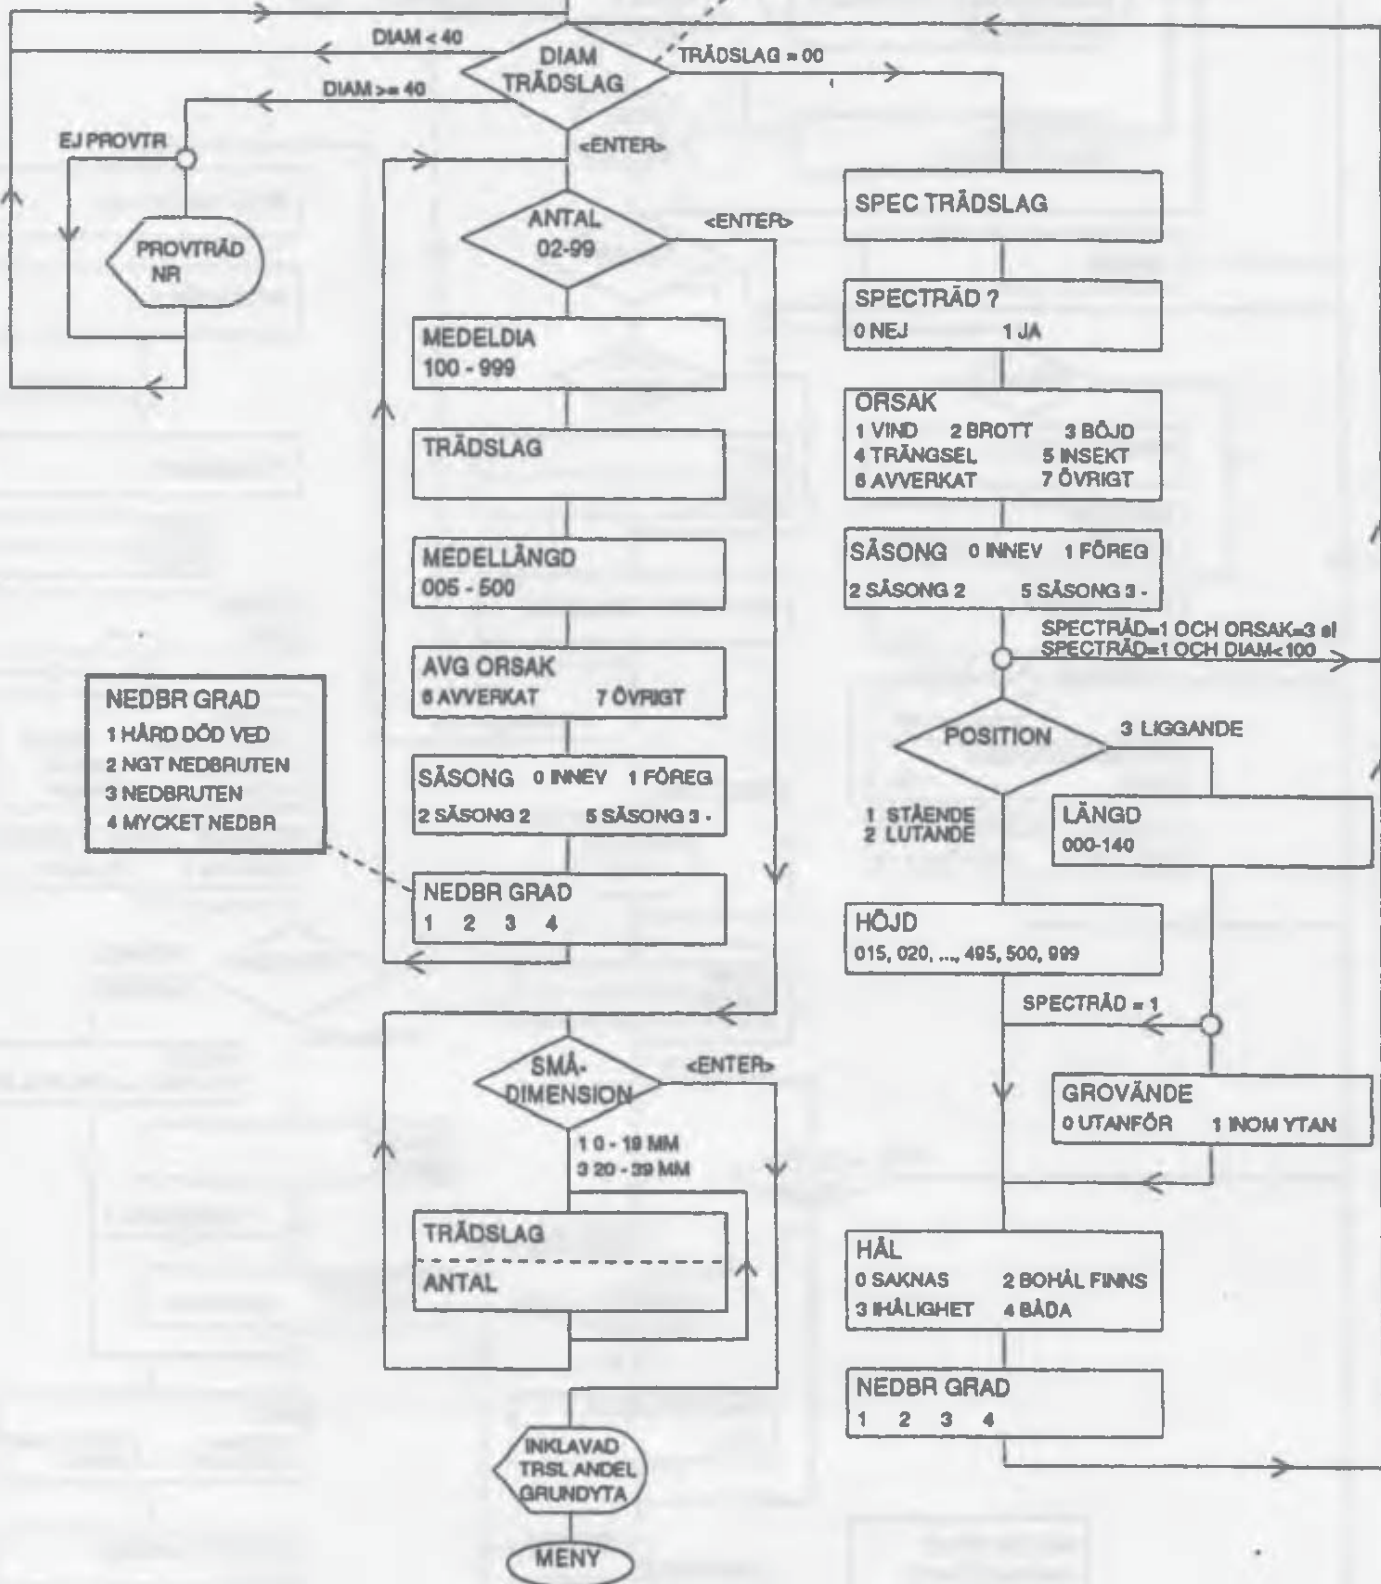 DIAM < 40
DIAM
TRÄDSLAG
TRÄDSLAG = 00
DIAM >= 40
<ENTER>
EJ PROVTR
PROVTRÄD
NR
ANTAL
02-99
<ENTER>
MEDELDIA
100 - 999
TRÄDSLAG
MEDELLÄNGD
005 - 500
AVG ORSAK
6 AVVERKAT 7 ÖVRIGT
SÄSONG 0 INNEV 1 FÖREG
2 SÄSONG 2 5 SÄSONG 3 -
NEDBR GRAD
1 2 3 4
NEDBR GRAD
1 HÅRD DÖD VED
2 NGT NEDBRUTEN
3 NEDBRUTEN
4 MYCKET NEDBR
SMÅ-
DIMENSION
<ENTER>
1 0 - 19 MM
3 20 - 39 MM
TRÄDSLAG
ANTAL
INKLAVAD
TRSL ANDEL
GRUNDYTA
MENY
SPEC TRÄDSLAG
SPECTRÄD ?
0 NEJ 1 JA
ORSAK
1 VIND 2 BROTT 3 BÖJD
4 TRÄNGSEL 5 INSEKT
6 AVVERKAT 7 ÖVRIGT
SÄSONG 0 INNEV 1 FÖREG
2 SÄSONG 2 5 SÄSONG 3 -
SPECTRÄD=1 OCH ORSAK=3 el
SPECTRÄD=1 OCH DIAM<100
POSITION
3 LIGGANDE
1 STÅENDE
2 LUTANDE
LÄNGD
000-140
HÖJD
015, 020, ..., 495, 500, 999
SPECTRÄD = 1
GROVÄNDE
0 UTANFÖR 1 INOM YTAN
HÅL
0 SAKNAS 2 BOHÅL FINNS
3 IHÅLIGHET 4 BÅDA
NEDBR GRAD
1 2 3 4